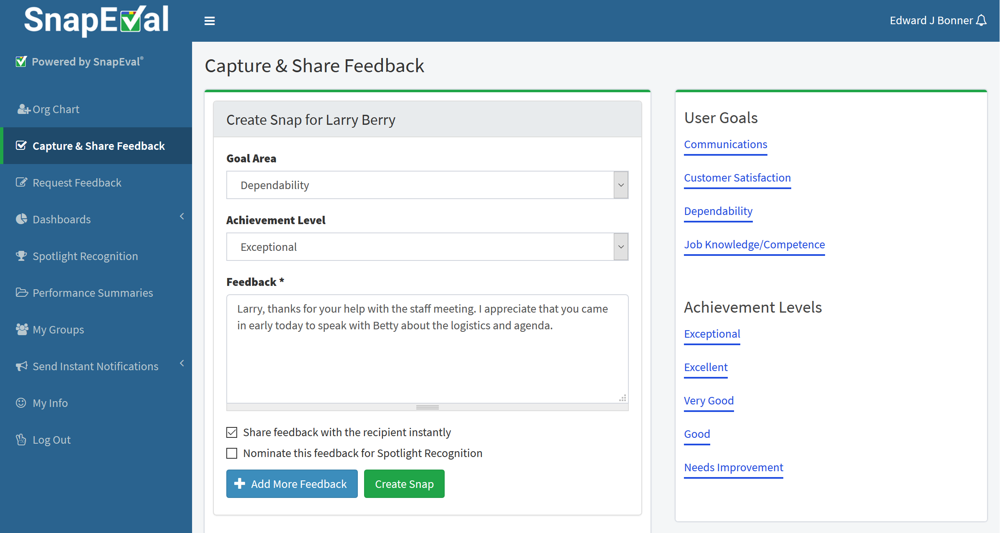 SnapEval
Edward J Bonner
Powered by SnapEval®
Org Chart
Capture & Share Feedback
Request Feedback
Dashboards
Spotlight Recognition
Performance Summaries
My Groups
Send Instant Notifications
My Info
Log Out
Capture & Share Feedback
Create Snap for Larry Berry
Goal Area
Dependability
Achievement Level
Exceptional
Feedback *
Larry, thanks for your help with the staff meeting. I appreciate that you came
in early today to speak with Betty about the logistics and agenda.
Share feedback with the recipient instantly
Nominate this feedback for Spotlight Recognition
Add More Feedback
Create Snap
User Goals
Communications
Customer Satisfaction
Dependability
Job Knowledge/Competence
Achievement Levels
Exceptional
Excellent
Very Good
Good
Needs Improvement